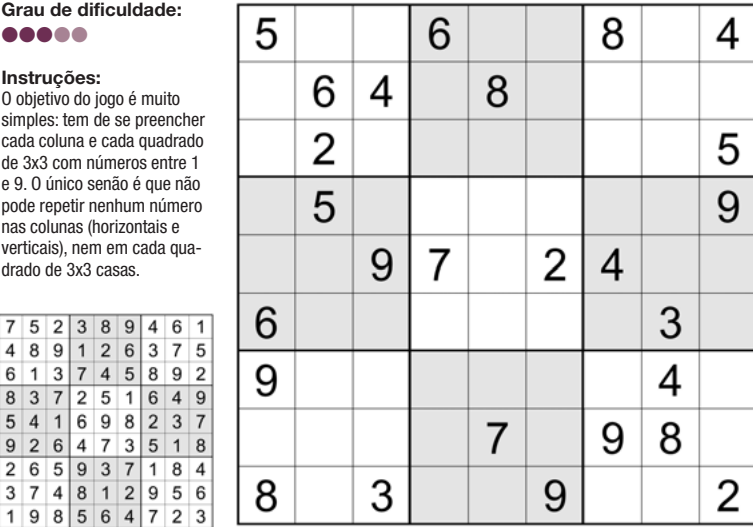 Grau de dificuldade:
Instruções:
O objetivo do jogo é muito
simples: tem de se preencher
cada coluna e cada quadrado
de 3x3 com números entre 1
e 9. O único senão é que não
pode repetir nenhum número
nas colunas (horizontais e
verticais), nem em cada qua-
drado de 3x3 casas.
7 5 2 3 8 9 4 6 1
4 8 9 1 2 6 3 7 5
6 1 3 7 4 5 8 9 2
8 3 7 2 5 1 6 4 9
5 4 1 6 9 8 2 3 7
9 2 6 4 7 3 5 1 8
2 6 5 9 3 7 1 8 4
3 7 4 8 1 2 9 5 6
1 9 8 5 6 4 7 2 3
5 6 8 4
6 4 8
2 5
5 9
9 7 2 4
6 3
9 4
7 9 8
8 3 9 2